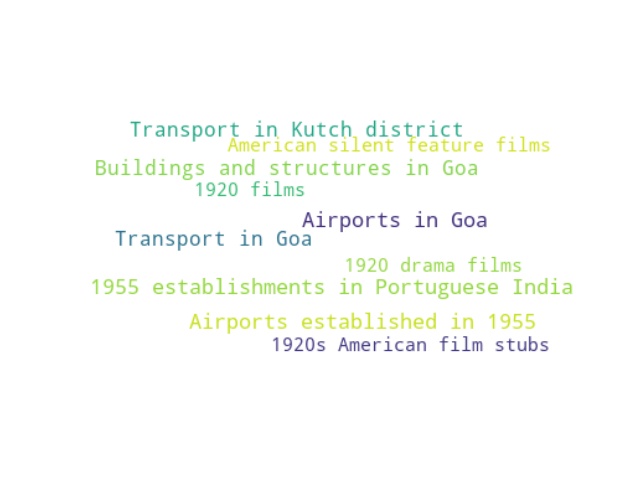 Transport in Kutch district
American silent feature films
Buildings and structures in Goa
1920 films
Airports in Goa
Transport in Goa
1920 drama films
1955 establishments in Portuguese India
Airports established in 1955
1920s American film stubs